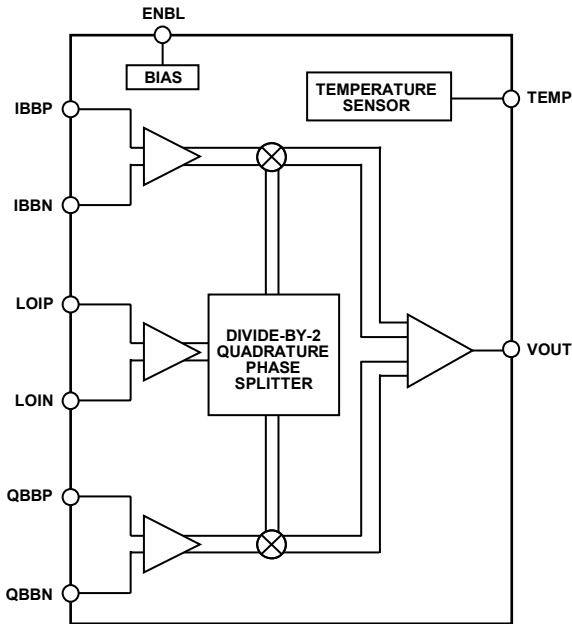 ENBL
BIAS
TEMPERATURE
SENSOR
TEMP
IBBP
IBBN
LOIP
LOIN
DIVIDE-BY-2
QUADRATURE
PHASE
SPLITTER
VOUT
QBBP
QBBN